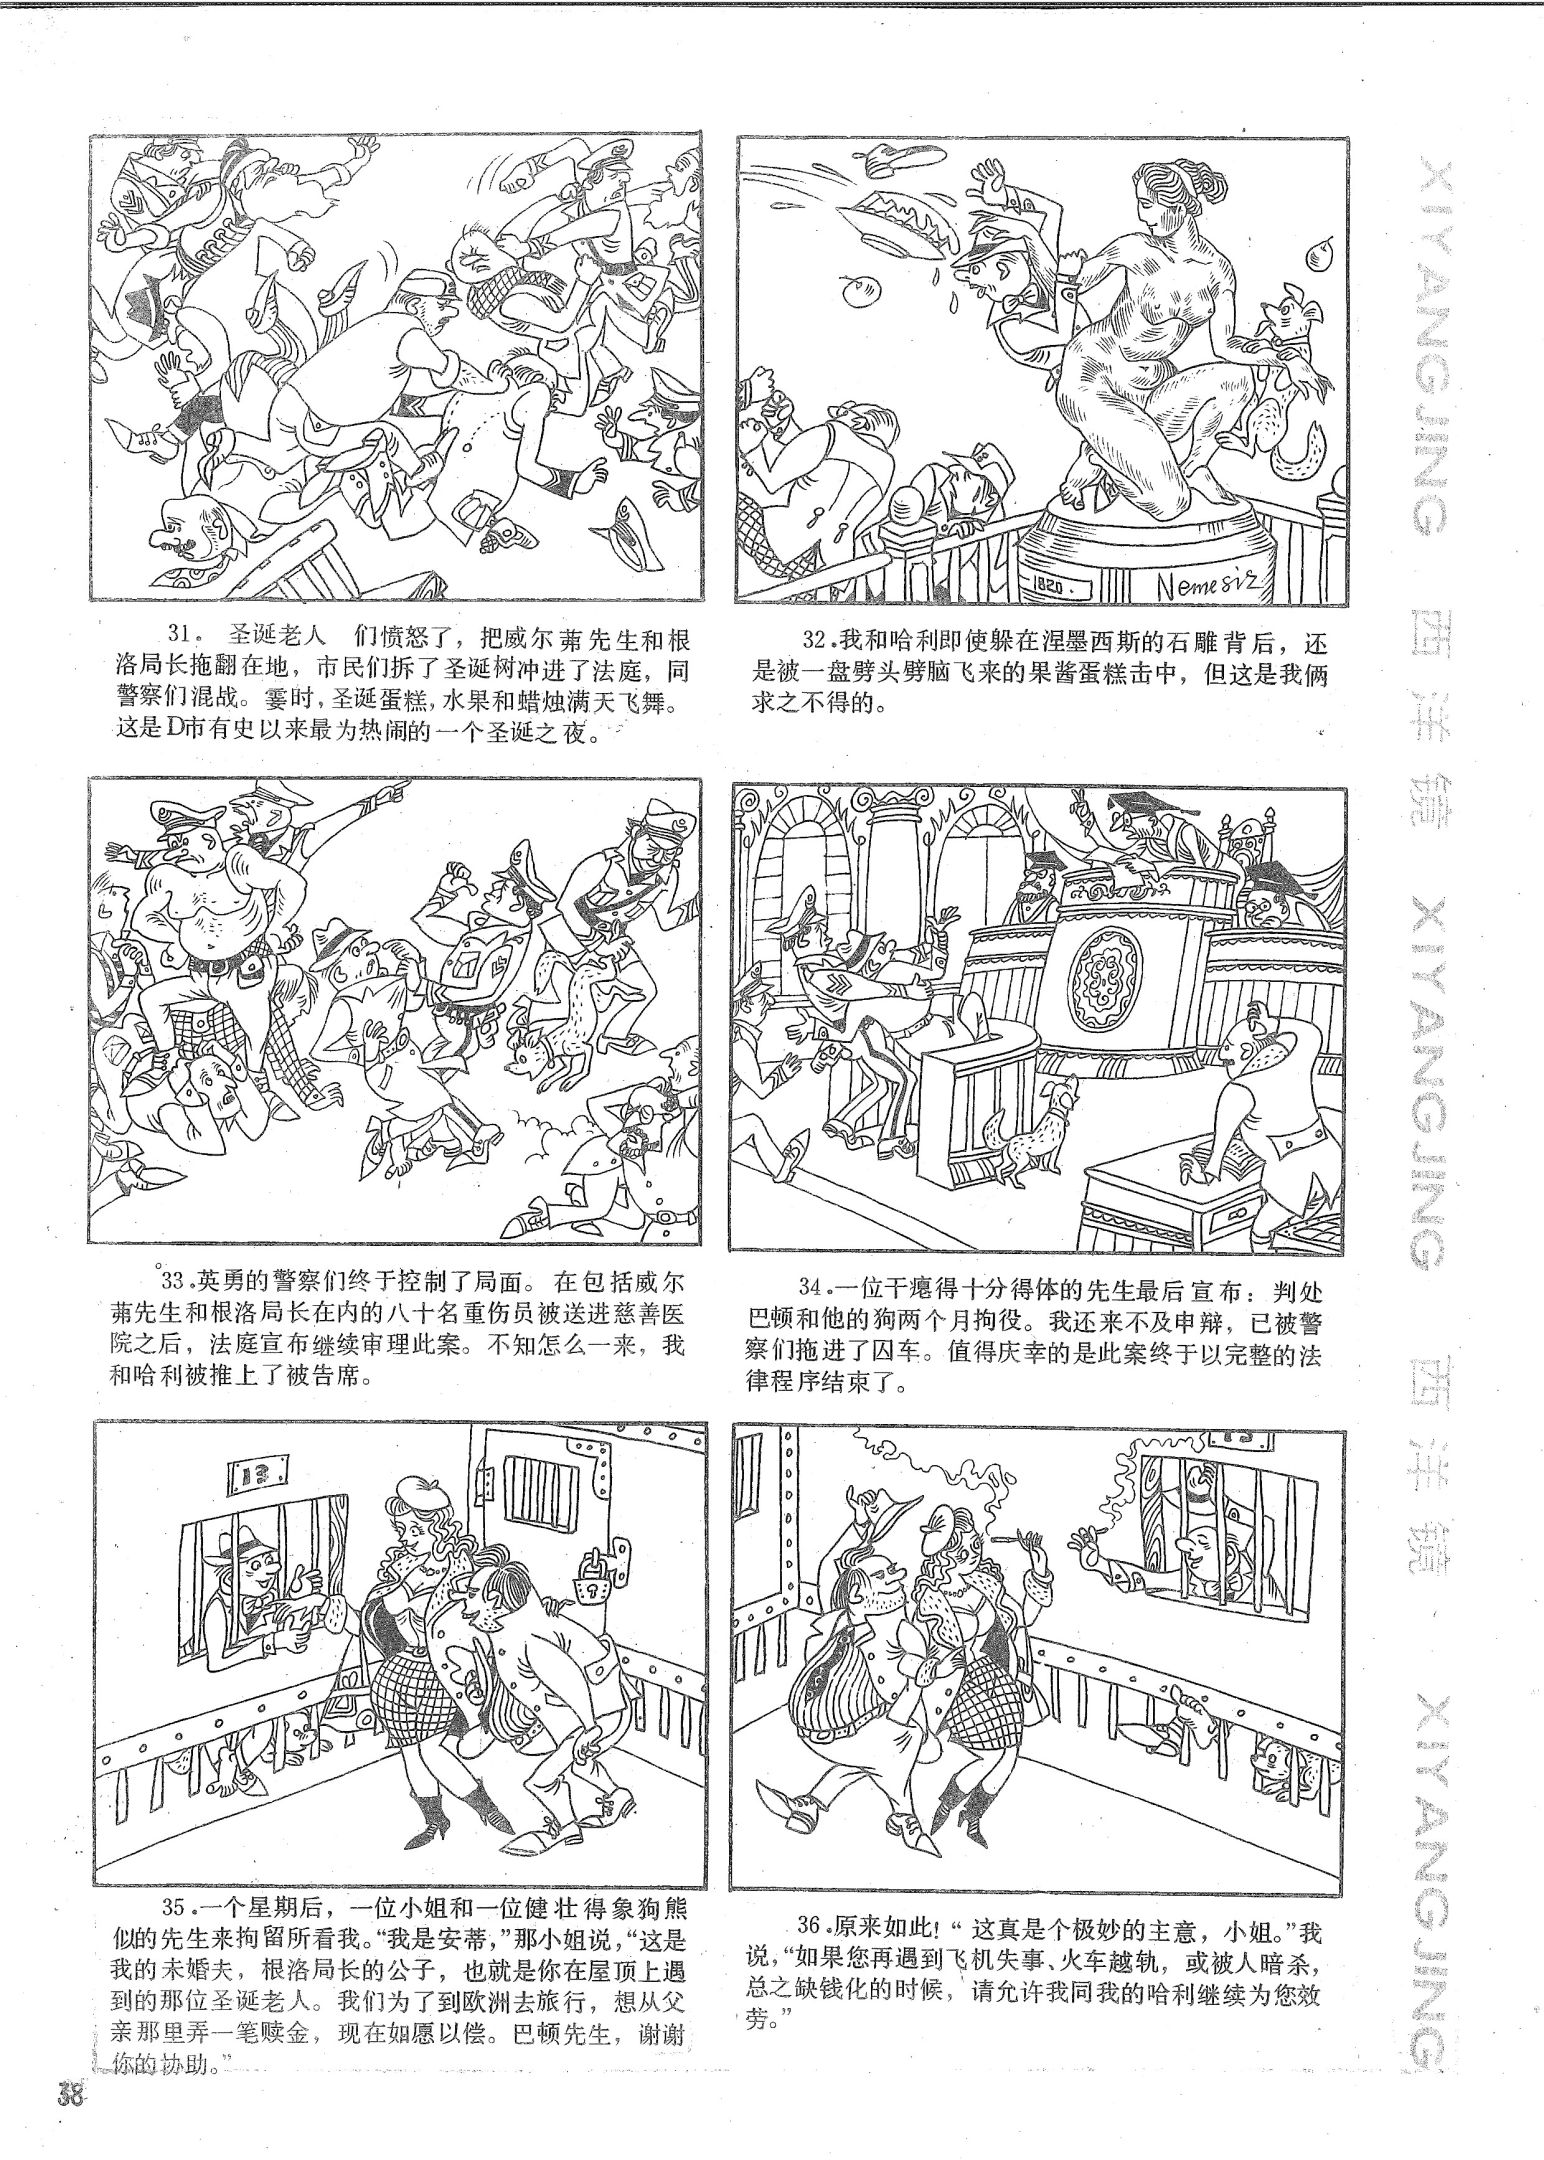 1820.
Nemesis
31。 圣诞老人 们愤怒了，把威尔茀先生和根
洛局长拖翻在地，市民们拆了圣诞树冲进了法庭，同
警察们混战。霎时，圣诞蛋糕，水果和蜡烛满天飞舞。
这是D市有史以来最为热闹的一个圣诞之夜。
32.我和哈利即使躲在涅墨西斯的石雕背后，还
是被一盘劈头劈脑飞来的果酱蛋糕击中，但这是我俩
求之不得的。
33.英勇的警察们终于控制了局面。在包括威尔
茀先生和根洛局长在内的八十名重伤员被送进慈善医
院之后，法庭宣布继续审理此案。不知怎么一来，我
和哈利被推上了被告席。
34.一位干瘪得十分得体的先生最后宣布：判处
巴顿和他的狗两个月拘役。我还来不及申辩，已被警
察们拖进了囚车。值得庆幸的是此案终于以完整的法
律程序结束了。
13
?
13
35.一个星期后，一位小姐和一位健壮得象狗熊
似的先生来拘留所看我。“我是安蒂，”那小姐说，“这是
我的未婚夫，根洛局长的公子，也就是你在屋顶上遇
到的那位圣诞老人。我们为了到欧洲去旅行，想从父
亲那里弄一笔赎金，现在如愿以偿。巴顿先生，谢谢
你的协助。”
36.原来如此！“这真是个极妙的主意，小姐。”我
说，“如果您再遇到飞机失事、火车越轨，或被人暗杀，
总之缺钱化的时候，请允许我同我的哈利继续为您效
劳。”
38
XIYANGJING 西洋镜 XIYANGJING 西洋镜 XIYANGJING